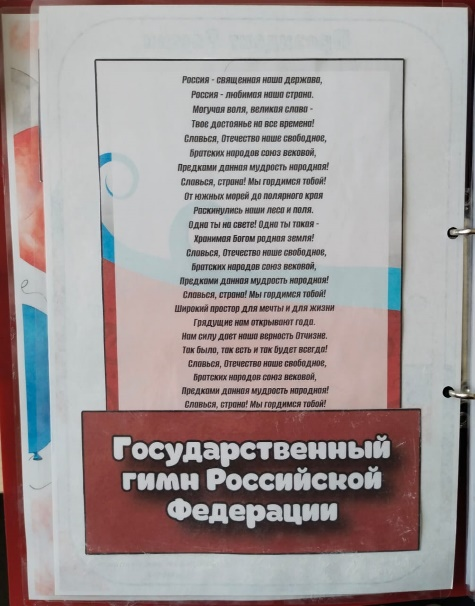 Россия - священная наша держава,
Россия - любимая наша страна.
Могучая воля, великая слава -
Твое достоянье на все времена!
Славься, Отечество наше свободное,
Братских народов союз вековой,
Предками данная мудрость народная!
Славься, страна! Мы гордимся тобой!
От южных морей до полярного края
Раскинулись наши леса и поля.
Одна ты на свете! Одна ты такая -
Хранимая Богом родная земля!
Славься, Отечество наше свободное,
Братских народов союз вековой,
Предками данная мудрость народная!
Славься, страна! Мы гордимся тобой!
Широкий простор для мечты и для жизни
Грядущие нам открывают года.
Нам силу дает наша верность Отчизне.
Так было, так есть и так будет всегда!
Славься, Отечество наше свободное,
Братских народов союз вековой,
Предками данная мудрость народная!
Славься, страна! Мы гордимся тобой!
Государственный
гимн Российской
Федерации